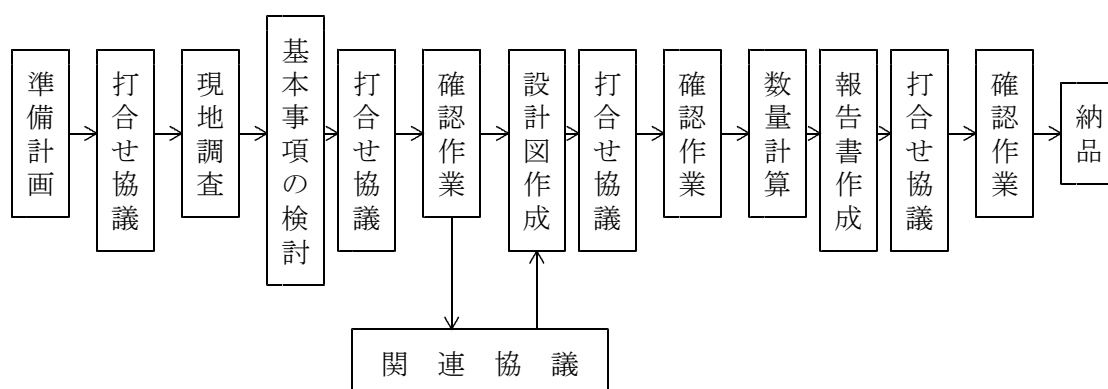 準備計画
打合せ協議
現地調査
基本事項の検討
打合せ協議
確認作業
設計図作成
打合せ協議
確認作業
数量計算
報告書作成
打合せ協議
確認作業
納品
関連協議